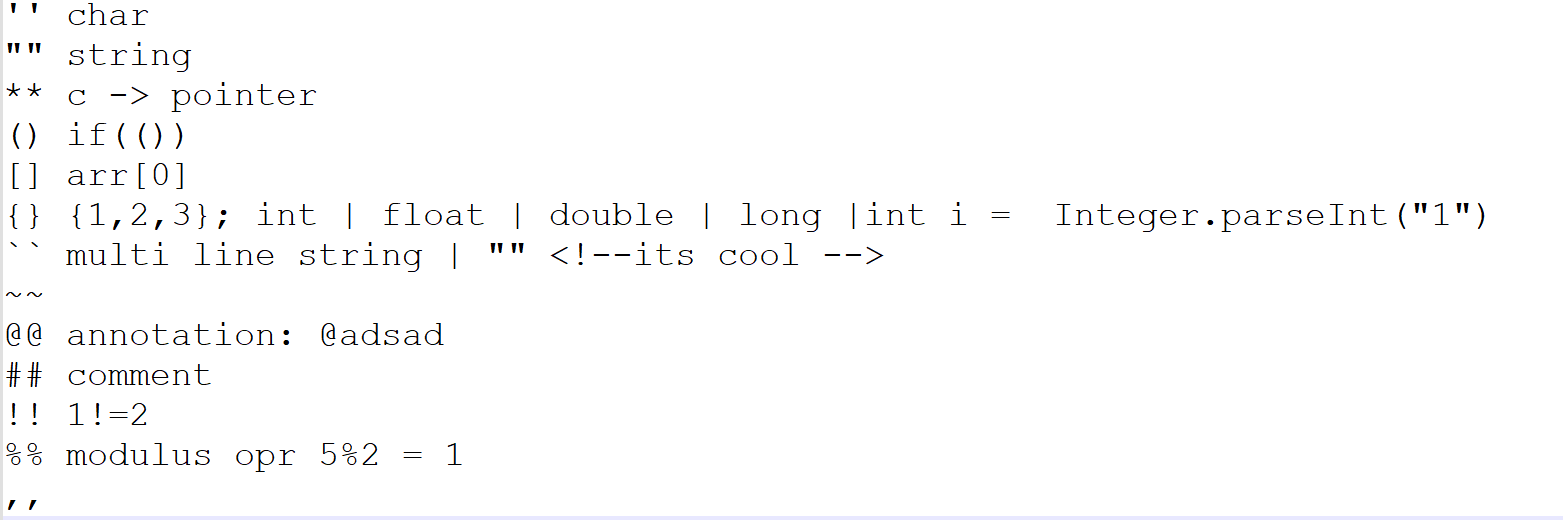 '' char
"" string
** c -> pointer
() if(())
[] arr[0]
{} {1,2,3}; int | float | double | long |int i =  Integer.parseInt("1")
`` multi line string | "" <!--its cool -->
~~
@@ annotation: @adsad
## comment
!! 1!=2
%% modulus opr 5%2 = 1
,,